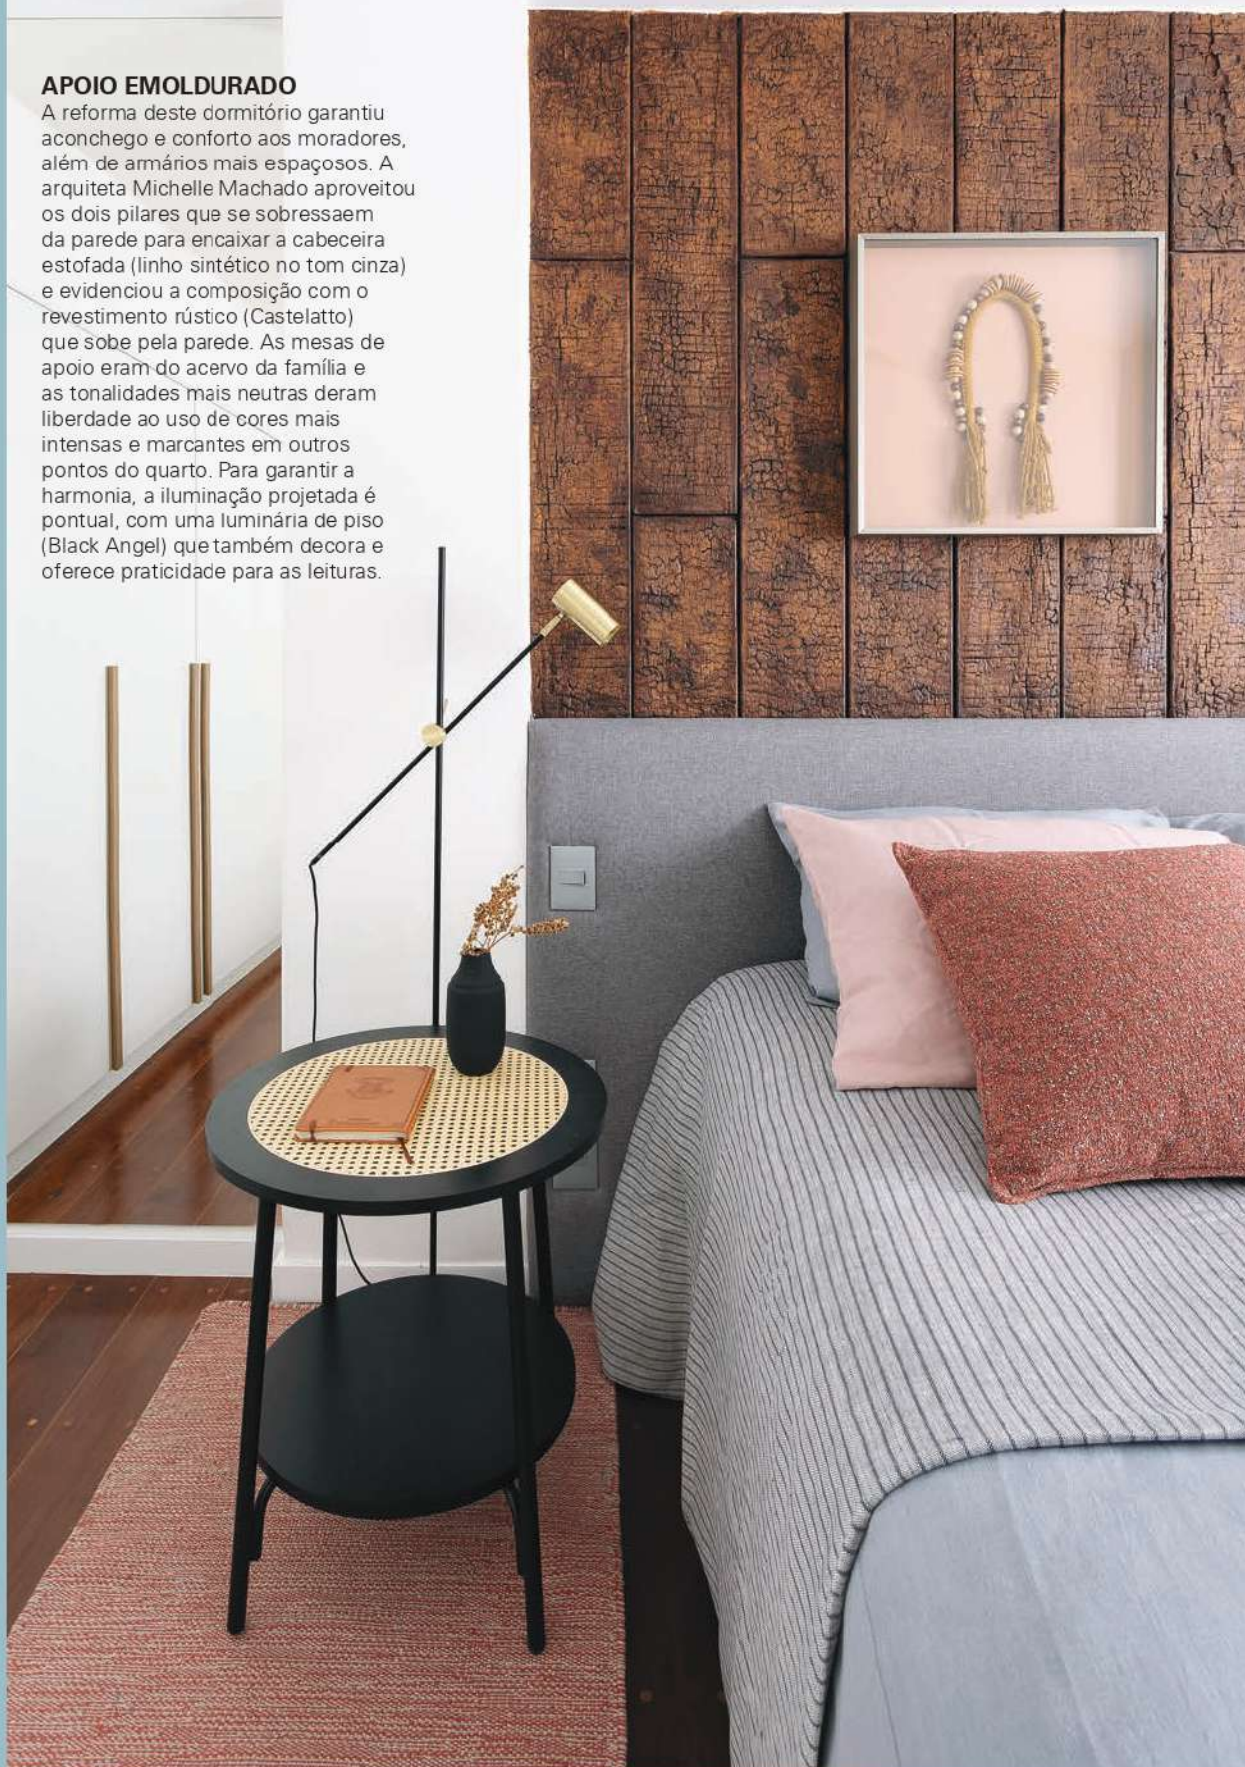 APOIO EMOLDURADO
A reforma deste dormitório garantiu
aconchego e conforto aos moradores,
além de armários mais espaçosos. A
arquiteta Michelle Machado aproveitou
os dois pilares que se sobressaem
da parede para encaixar a cabeceira
estofada (linho sintético no tom cinza)
e evidenciou a composição com o
revestimento rústico (Castelatto)
que sobe pela parede. As mesas de
apoio eram do acervo da família e
as tonalidades mais neutras deram
liberdade ao uso de cores mais
intensas e marcantes em outros
pontos do quarto. Para garantir a
harmonia, a iluminação projetada é
pontual, com uma luminária de piso
(Black Angel) que também decora e
oferece praticidade para as leituras.